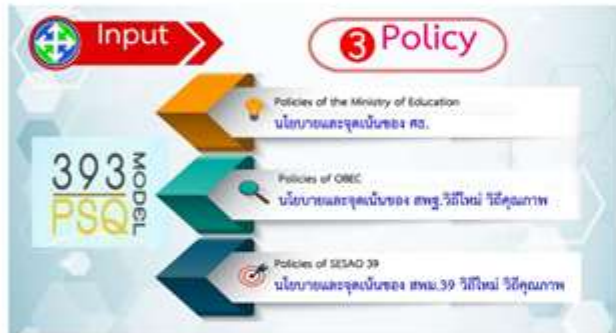 Input
3 Policy
Policies of the Ministry of Education
นโยบายและจุดเน้นของ ศธ.
393 MODEL
PSQ
Policies of OBEC
นโยบายและจุดเน้นของ สพฐ.วิถีใหม่ วิถีคุณภาพ
Policies of SESAO 39
นโยบายและจุดเน้นของ สพม.39 วิถีใหม่ วิถีคุณภาพ